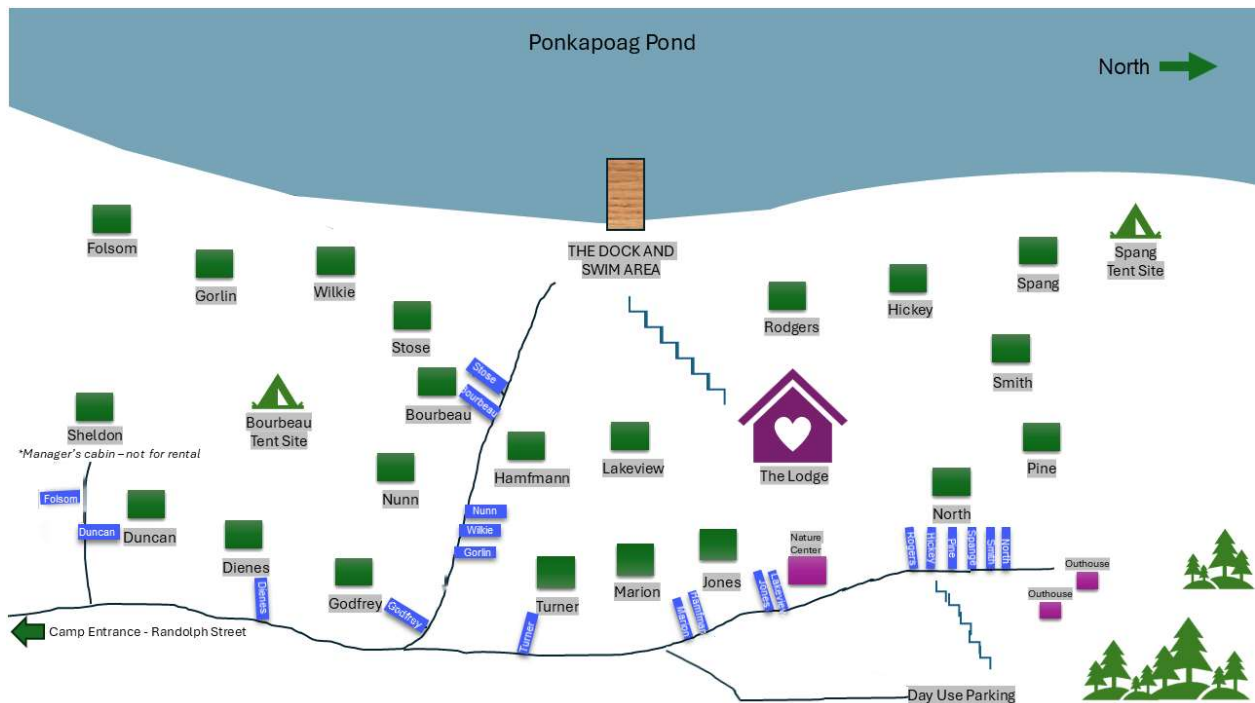 Ponkapoag Pond
North
THE DOCK AND
SWIM AREA
Folsom
Gorlin
Wilkie
Stose
Rodgers
Hickey
Spang
Spang
Tent Site
Smith
Bourbeau
Stose
Bourbeau
Bourbeau
Tent Site
Sheldon
*Manager's cabin – not for rental
Folsom
Duncan
Duncan
Nunn
Hamfmann
Lakeview
The Lodge
Pine
North
Nunn
Wilkie
Gorlin
Dienes
Dienes
Godfrey
Godfrey
Turner
Turner
Marion
Marion
Hamfman
Jones
Jones
Lakeview
Nature
Center
Rogers
Hickey
Pine
Spange
Smith
North
Outhouse
Outhouse
Camp Entrance - Randolph Street
Day Use Parking